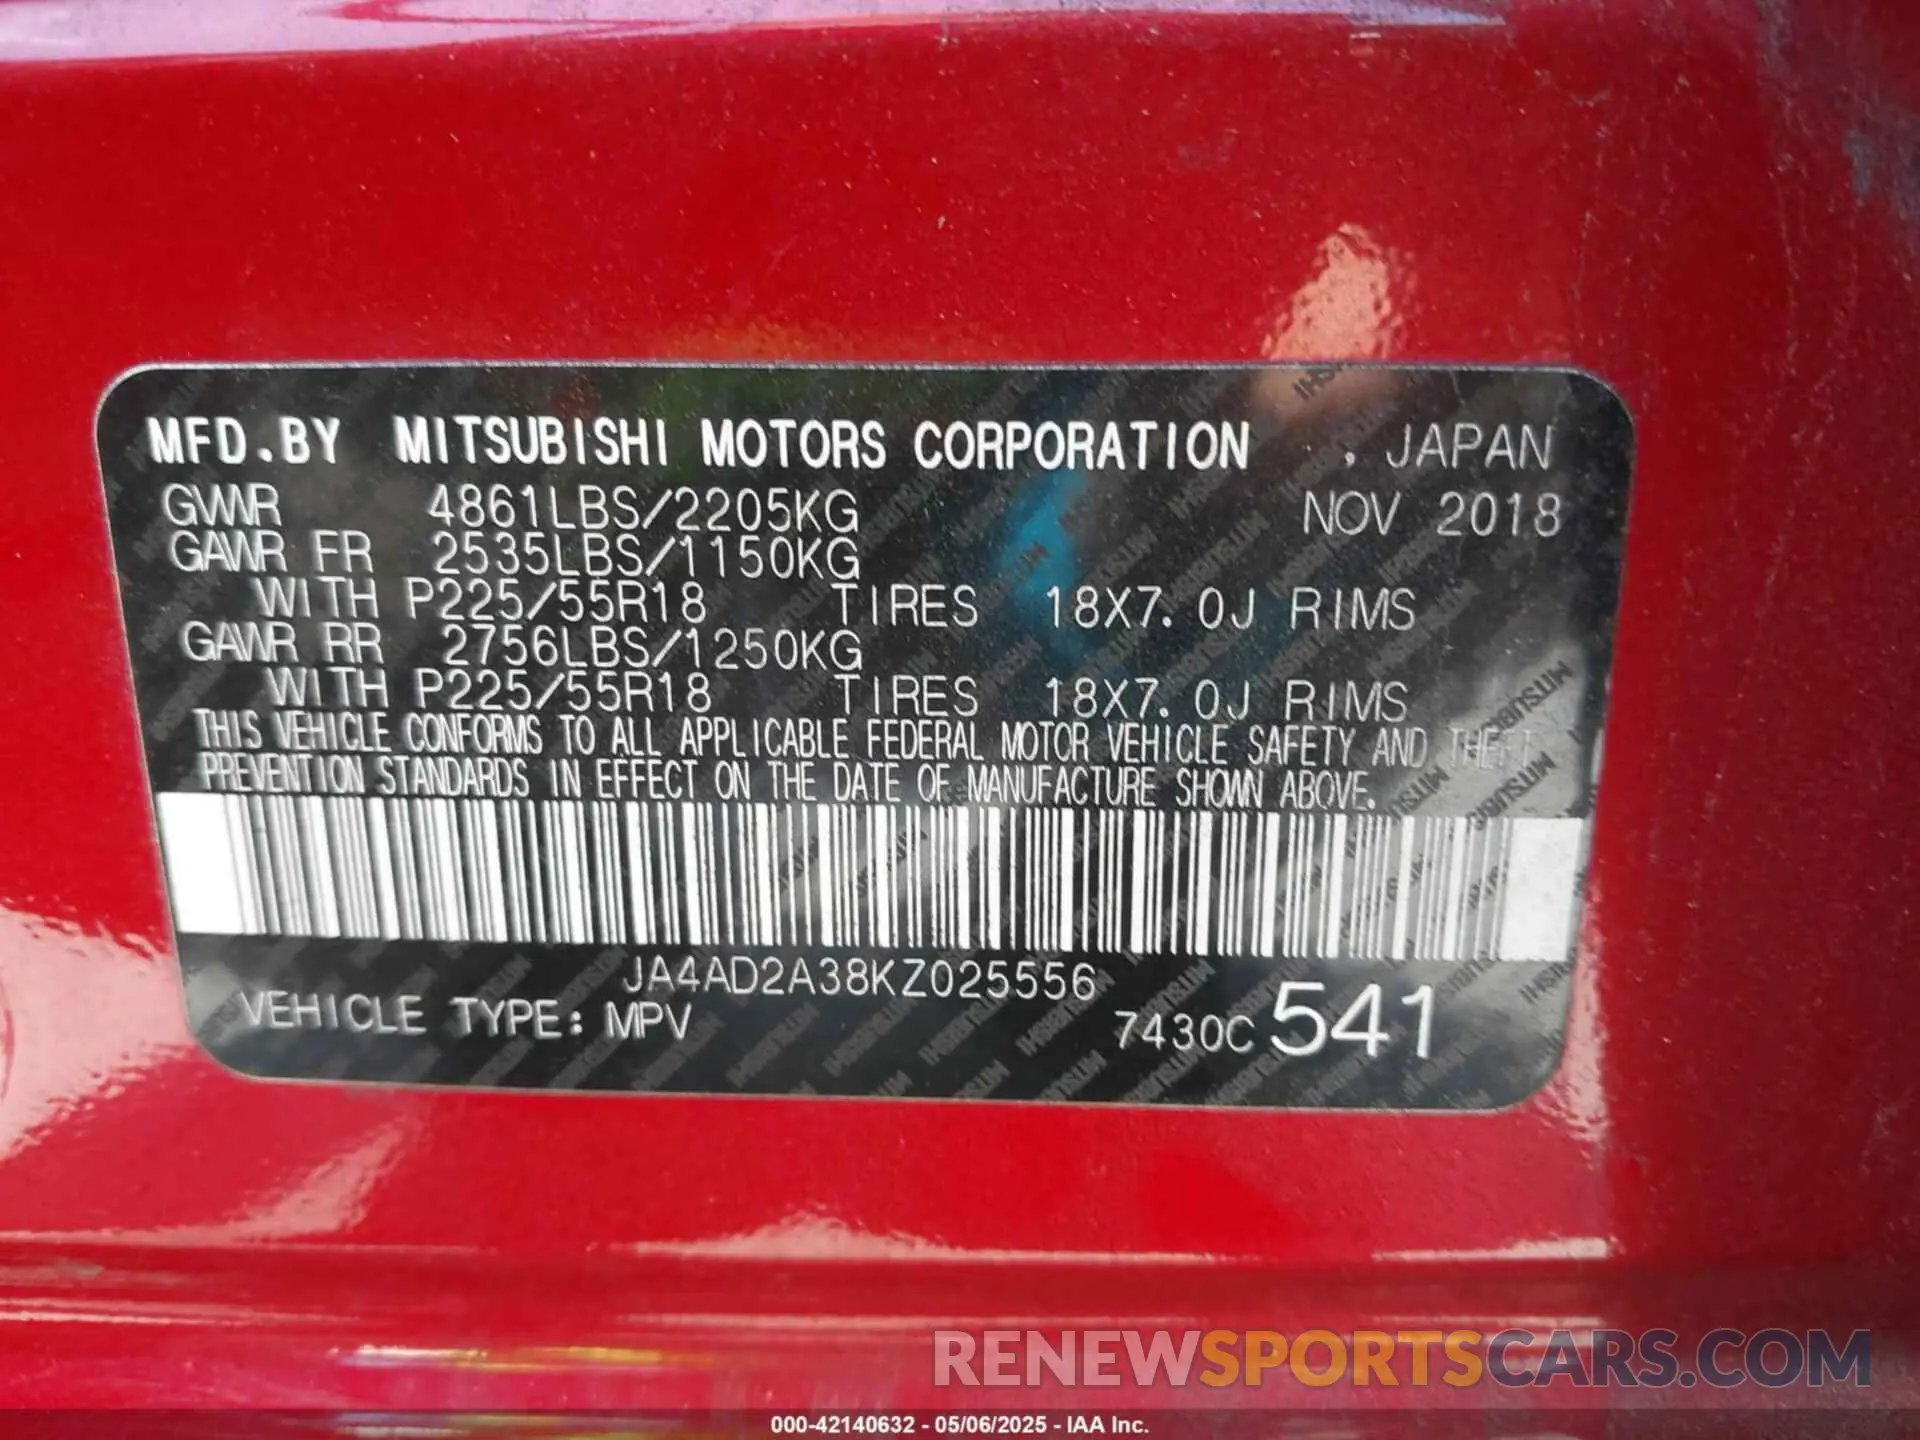 MFD.BY MITSUBISHI MOTORS CORPORATION , JAPAN
GVWR 4861LBS/2205KG NOV 2018
GAWR FR 2535LBS/1150KG
WITH P225/55R18 TIRES 18X7.0J RIMS
GAWR RR 2756LBS/1250KG
WITH P225/55R18 TIRES 18X7.0J RIMS
THIS VEHICLE CONFORMS TO ALL APPLICABLE FEDERAL MOTOR VEHICLE SAFETY AND THEFT
PREVENTION STANDARDS IN EFFECT ON THE DATE OF MANUFACTURE SHOWN ABOVE.
JA4AD2A38KZ025556
VEHICLE TYPE: MPV 7430C 541
RENEWSPORTSCARS.COM
000-42140632 - 05/06/2025 - IAA Inc.